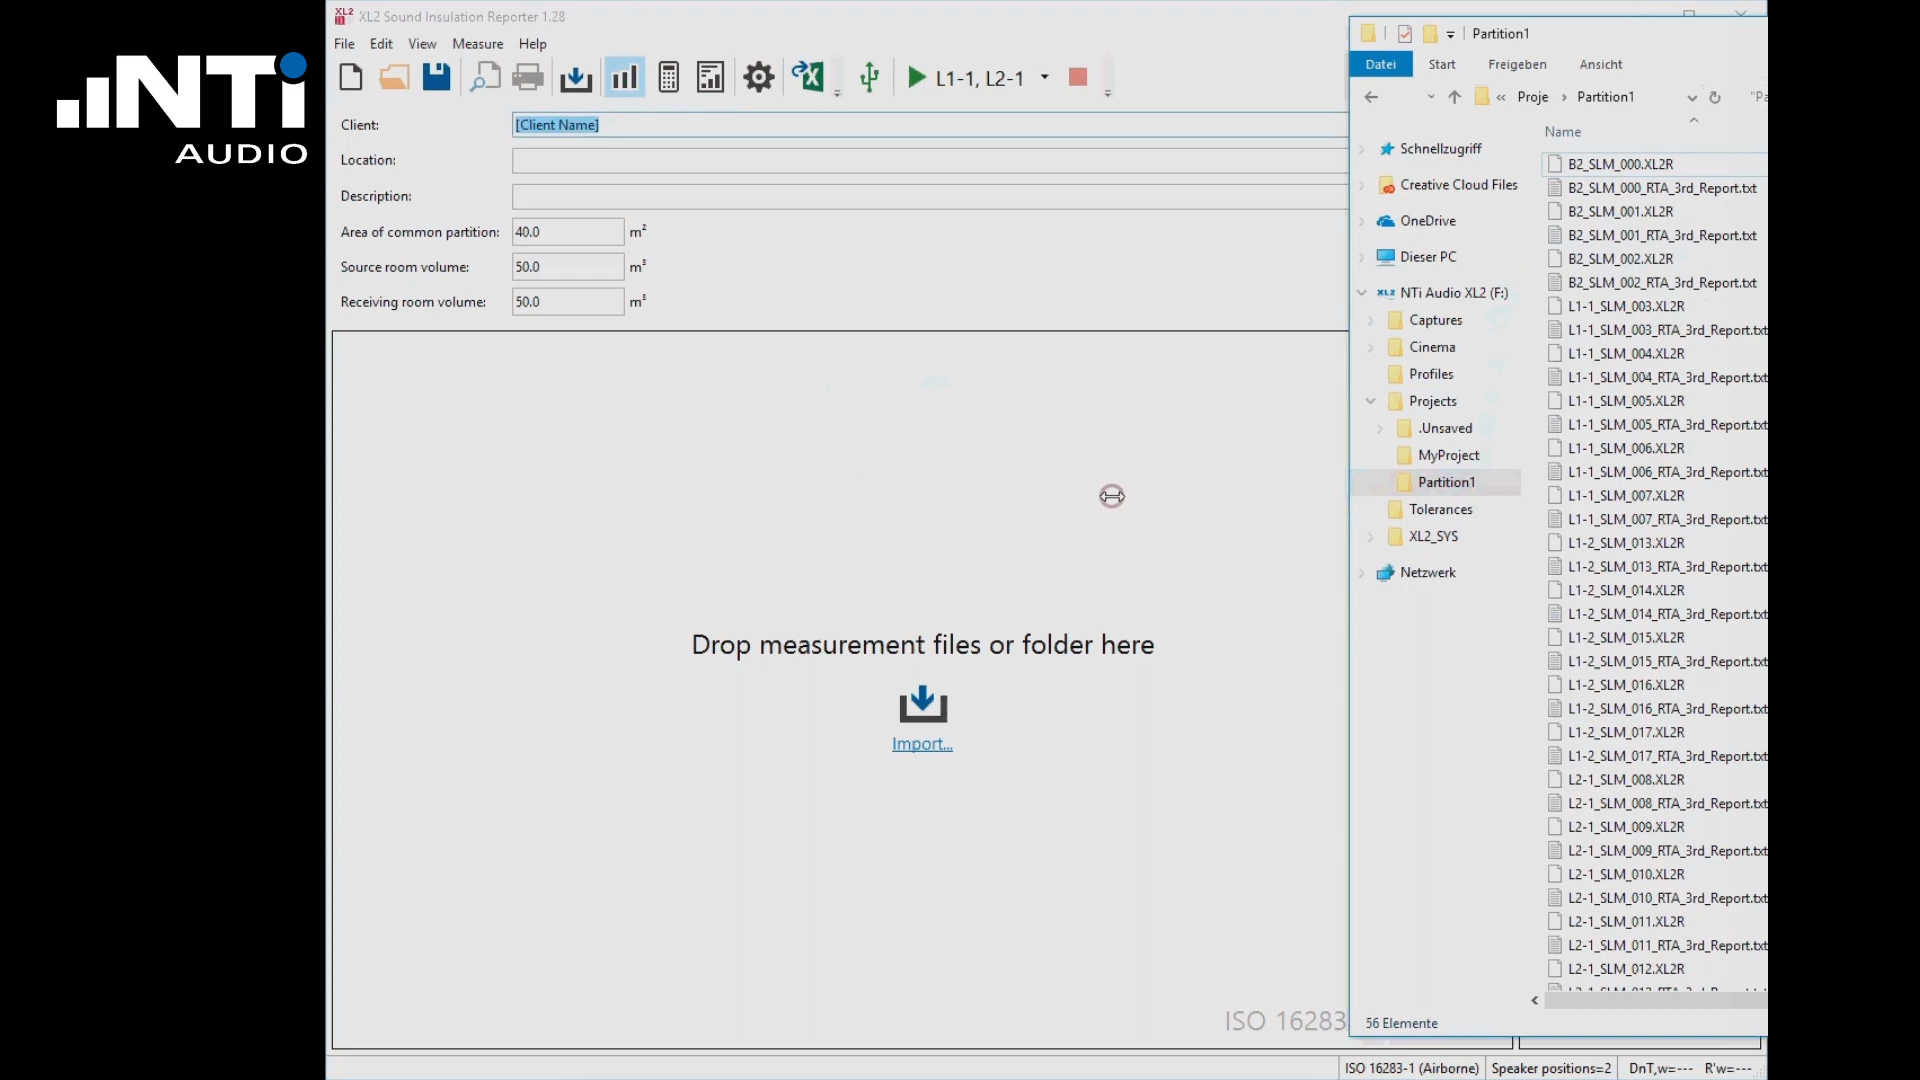 NTi
AUDIO
XL2 Sound Insulation Reporter 1.28
File Edit View Measure Help
L1-1, L2-1
Client: [Client Name]
Location:
Description:
Area of common partition: 40.0 m²
Source room volume: 50.0 m³
Receiving room volume: 50.0 m³
Drop measurement files or folder here
Import...
ISO 16283
ISO 16283-1 (Airborne) Speaker positions=2 DnT,w=--- R'w=---
Partition1
Datei Start Freigeben Ansicht
« Proje › Partition1
Schnellzugriff
Creative Cloud Files
OneDrive
Dieser PC
XL2 NTi Audio XL2 (F:)
Captures
Cinema
Profiles
Projects
.Unsaved
MyProject
Partition1
Tolerances
XL2_SYS
Netzwerk
Name
B2_SLM_000.XL2R
B2_SLM_000_RTA_3rd_Report.txt
B2_SLM_001.XL2R
B2_SLM_001_RTA_3rd_Report.txt
B2_SLM_002.XL2R
B2_SLM_002_RTA_3rd_Report.txt
L1-1_SLM_003.XL2R
L1-1_SLM_003_RTA_3rd_Report.txt
L1-1_SLM_004.XL2R
L1-1_SLM_004_RTA_3rd_Report.txt
L1-1_SLM_005.XL2R
L1-1_SLM_005_RTA_3rd_Report.txt
L1-1_SLM_006.XL2R
L1-1_SLM_006_RTA_3rd_Report.txt
L1-1_SLM_007.XL2R
L1-1_SLM_007_RTA_3rd_Report.txt
L1-2_SLM_013.XL2R
L1-2_SLM_013_RTA_3rd_Report.txt
L1-2_SLM_014.XL2R
L1-2_SLM_014_RTA_3rd_Report.txt
L1-2_SLM_015.XL2R
L1-2_SLM_015_RTA_3rd_Report.txt
L1-2_SLM_016.XL2R
L1-2_SLM_016_RTA_3rd_Report.txt
L1-2_SLM_017.XL2R
L1-2_SLM_017_RTA_3rd_Report.txt
L2-1_SLM_008.XL2R
L2-1_SLM_008_RTA_3rd_Report.txt
L2-1_SLM_009.XL2R
L2-1_SLM_009_RTA_3rd_Report.txt
L2-1_SLM_010.XL2R
L2-1_SLM_010_RTA_3rd_Report.txt
L2-1_SLM_011.XL2R
L2-1_SLM_011_RTA_3rd_Report.txt
L2-1_SLM_012.XL2R
56 Elemente